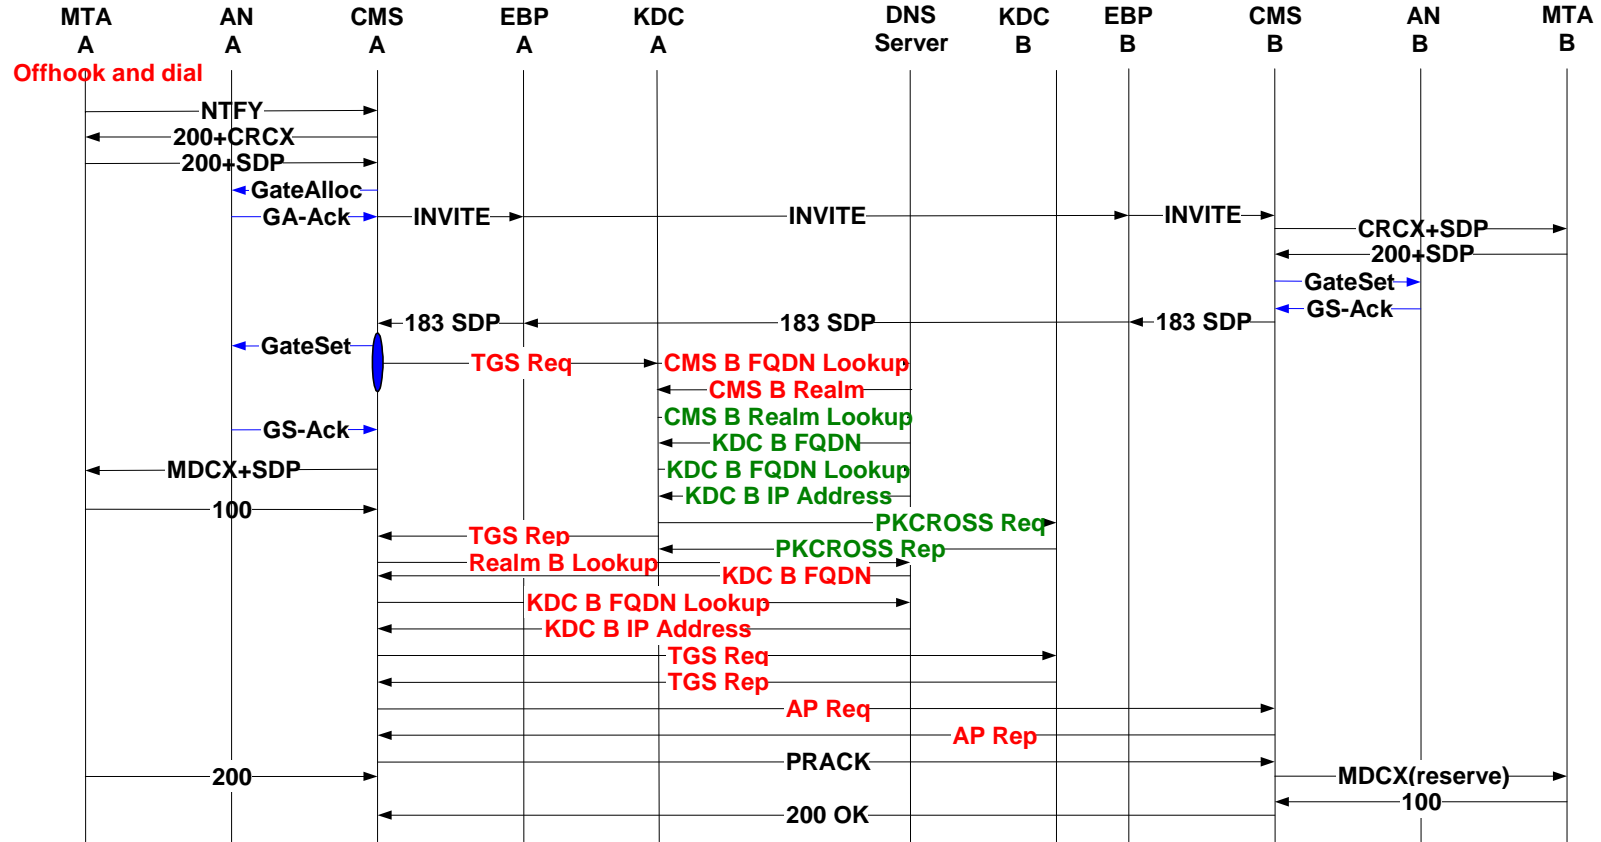 MTA AN CMS EBP KDC DNS KDC EBP CMS AN MTA
A A A A A Server B B B B B
Offhook and dial
NTFY
200+CRCX
200+SDP
GateAlloc
GA-Ack INVITE INVITE INVITE
CRCX+SDP
200+SDP
GateSet
GS-Ack
183 SDP 183 SDP 183 SDP
GateSet
TGS Req CMS B FQDN Lookup
CMS B Realm
CMS B Realm Lookup
GS-Ack
KDC B FQDN
MDCX+SDP KDC B FQDN Lookup
KDC B IP Address
100
PKCROSS Req
TGS Rep
PKCROSS Rep
Realm B Lookup
KDC B FQDN
KDC B FQDN Lookup
KDC B IP Address
TGS Req
TGS Rep
AP Req
AP Rep
PRACK
200 MDCX(reserve)
100
200 OK